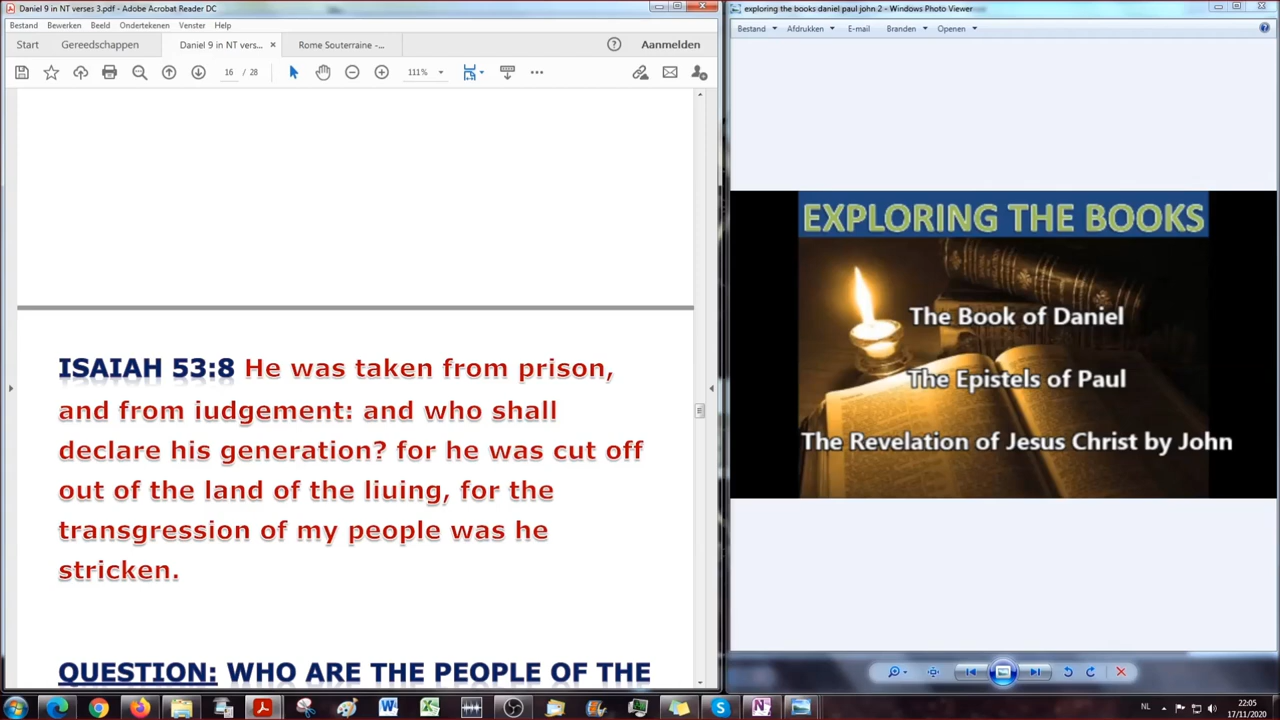 Daniel 9 in NT verses 3.pdf - Adobe Acrobat Reader DC
Bestand Bewerken Beeld Ondertekenen Venster Help
Start Gereedschappen Daniel 9 in NT vers... × Rome Souterraine -... Aanmelden
16 / 28 111%
ISAIAH 53:8 He was taken from prison,
and from iudgement: and who shall
declare his generation? for he was cut off
out of the land of the liuing, for the
transgression of my people was he
stricken.
QUESTION: WHO ARE THE PEOPLE OF THE
exploring the books daniel paul john 2 - Windows Photo Viewer
Bestand Afdrukken E-mail Branden Openen
EXPLORING THE BOOKS
The Book of Daniel
The Epistels of Paul
The Revelation of Jesus Christ by John
NL 22:05
17/11/2020